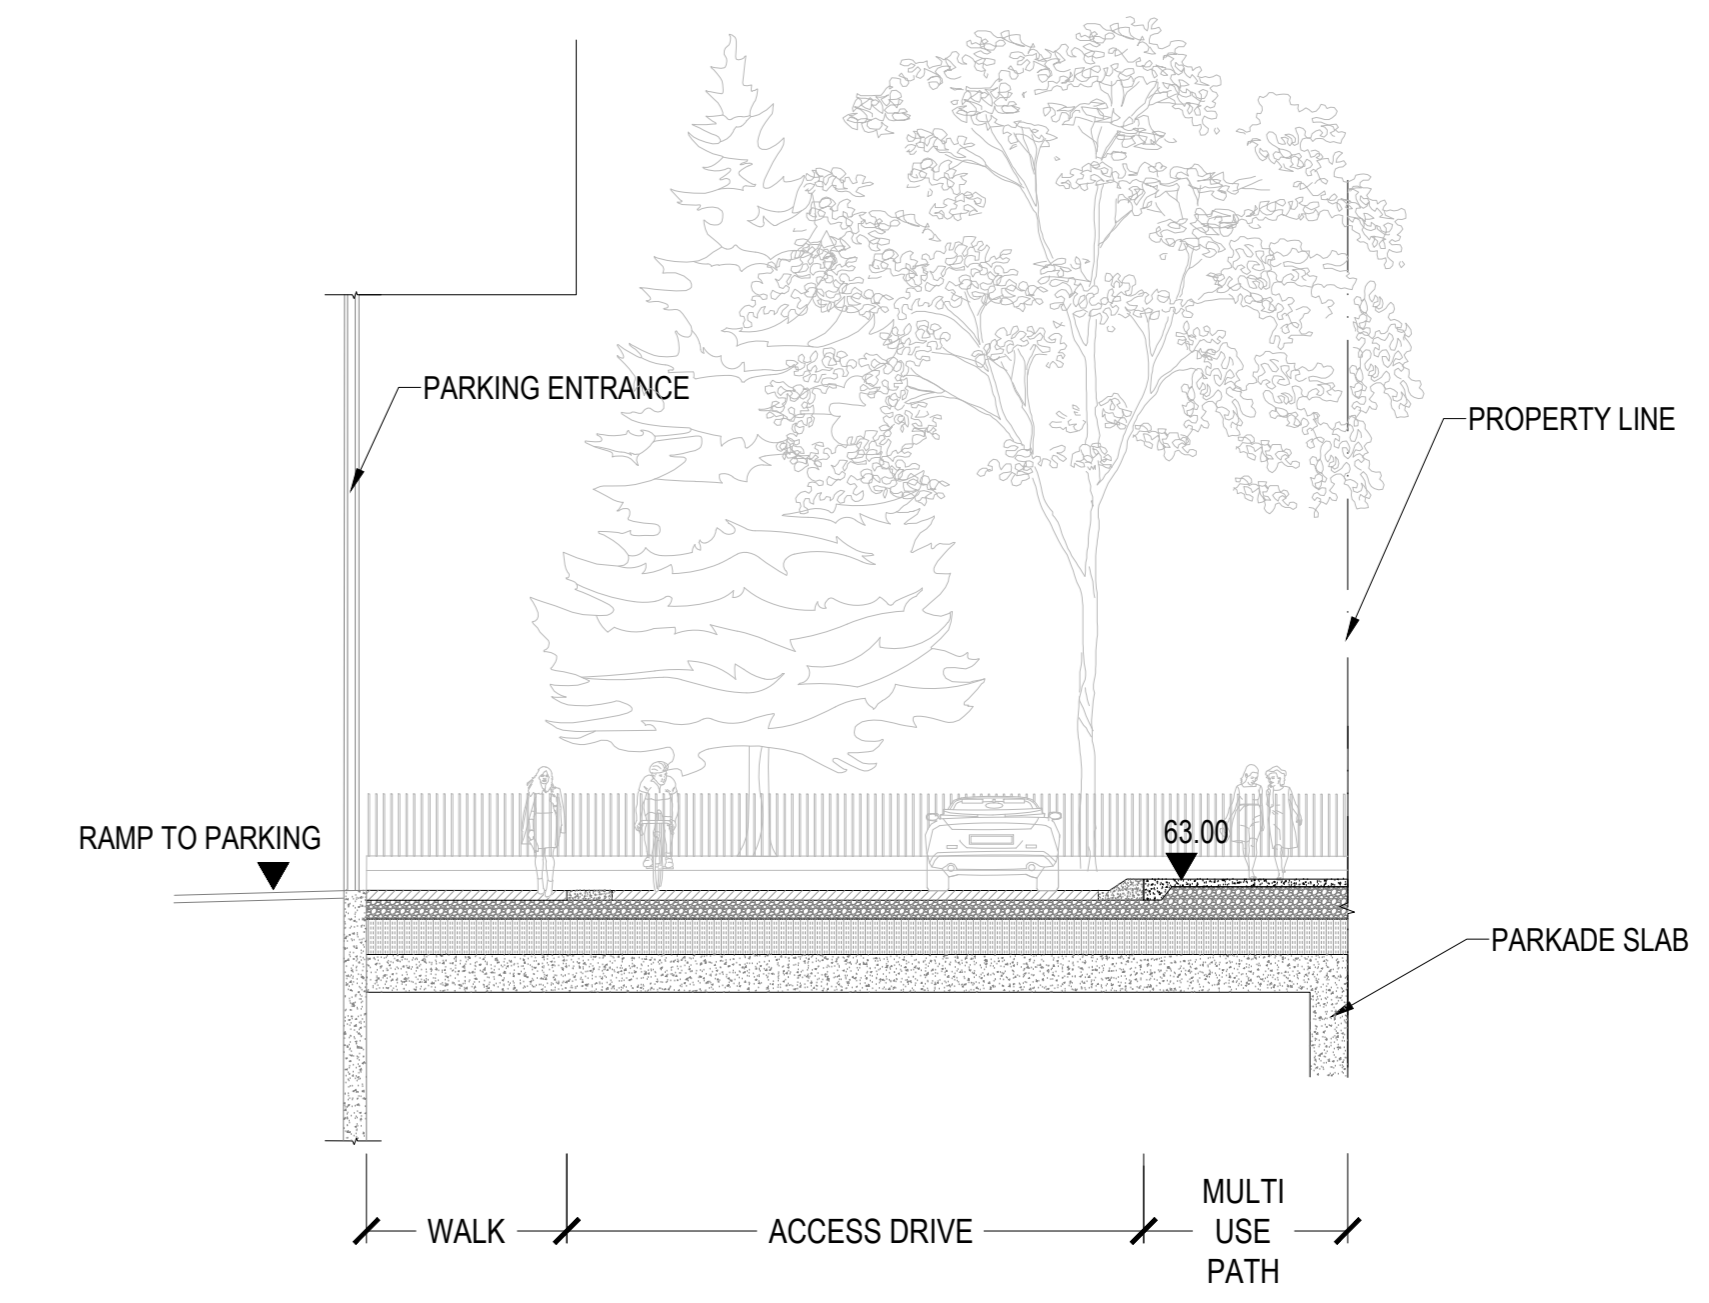 PARKING ENTRANCE
PROPERTY LINE
RAMP TO PARKING
63.00
PARKADE SLAB
WALK
ACCESS DRIVE
MULTI
USE
PATH